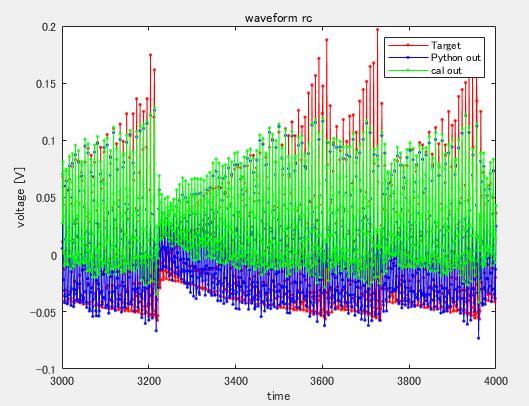 waveform rc
0.2
0.15
0.1
0.05
0
-0.05
-0.1
voltage [V]
Target
Python out
cal out
3000 3200 3400 3600 3800 4000
time